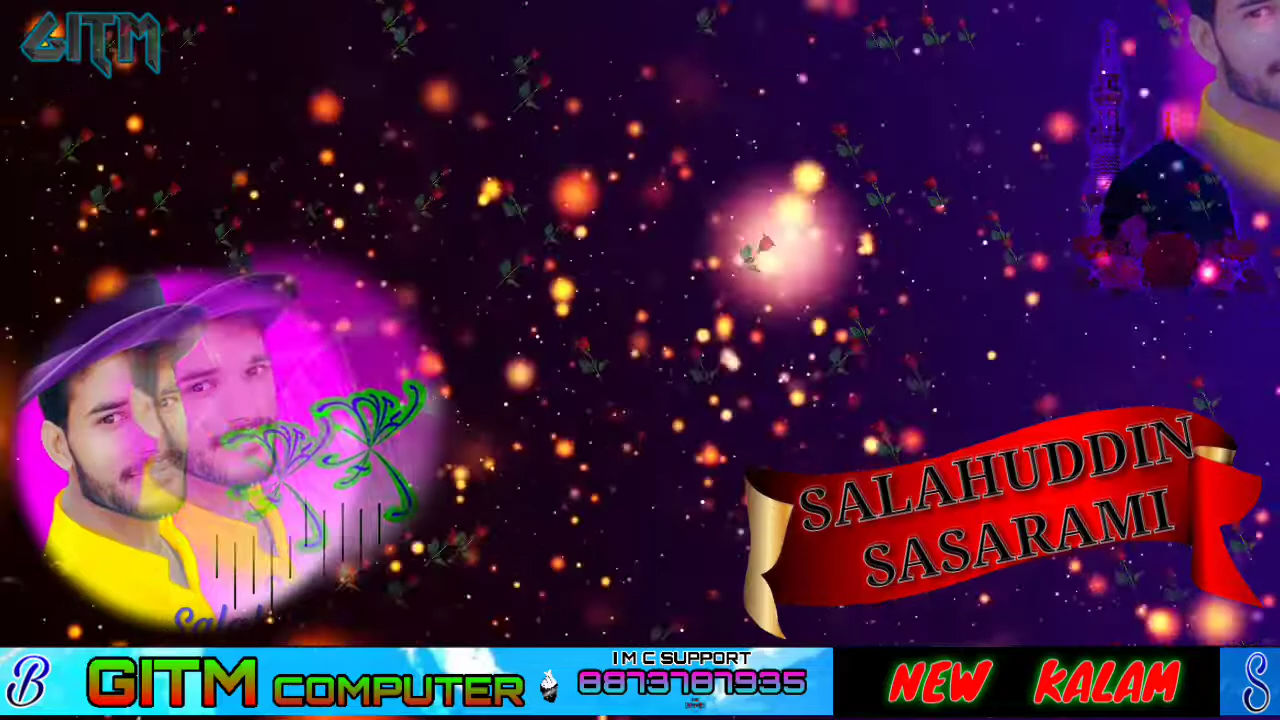 GITM
SALAHUDDIN
SASARAMI
B
GITM COMPUTER
I M C SUPPORT
8873787935
NEW KALAM
S